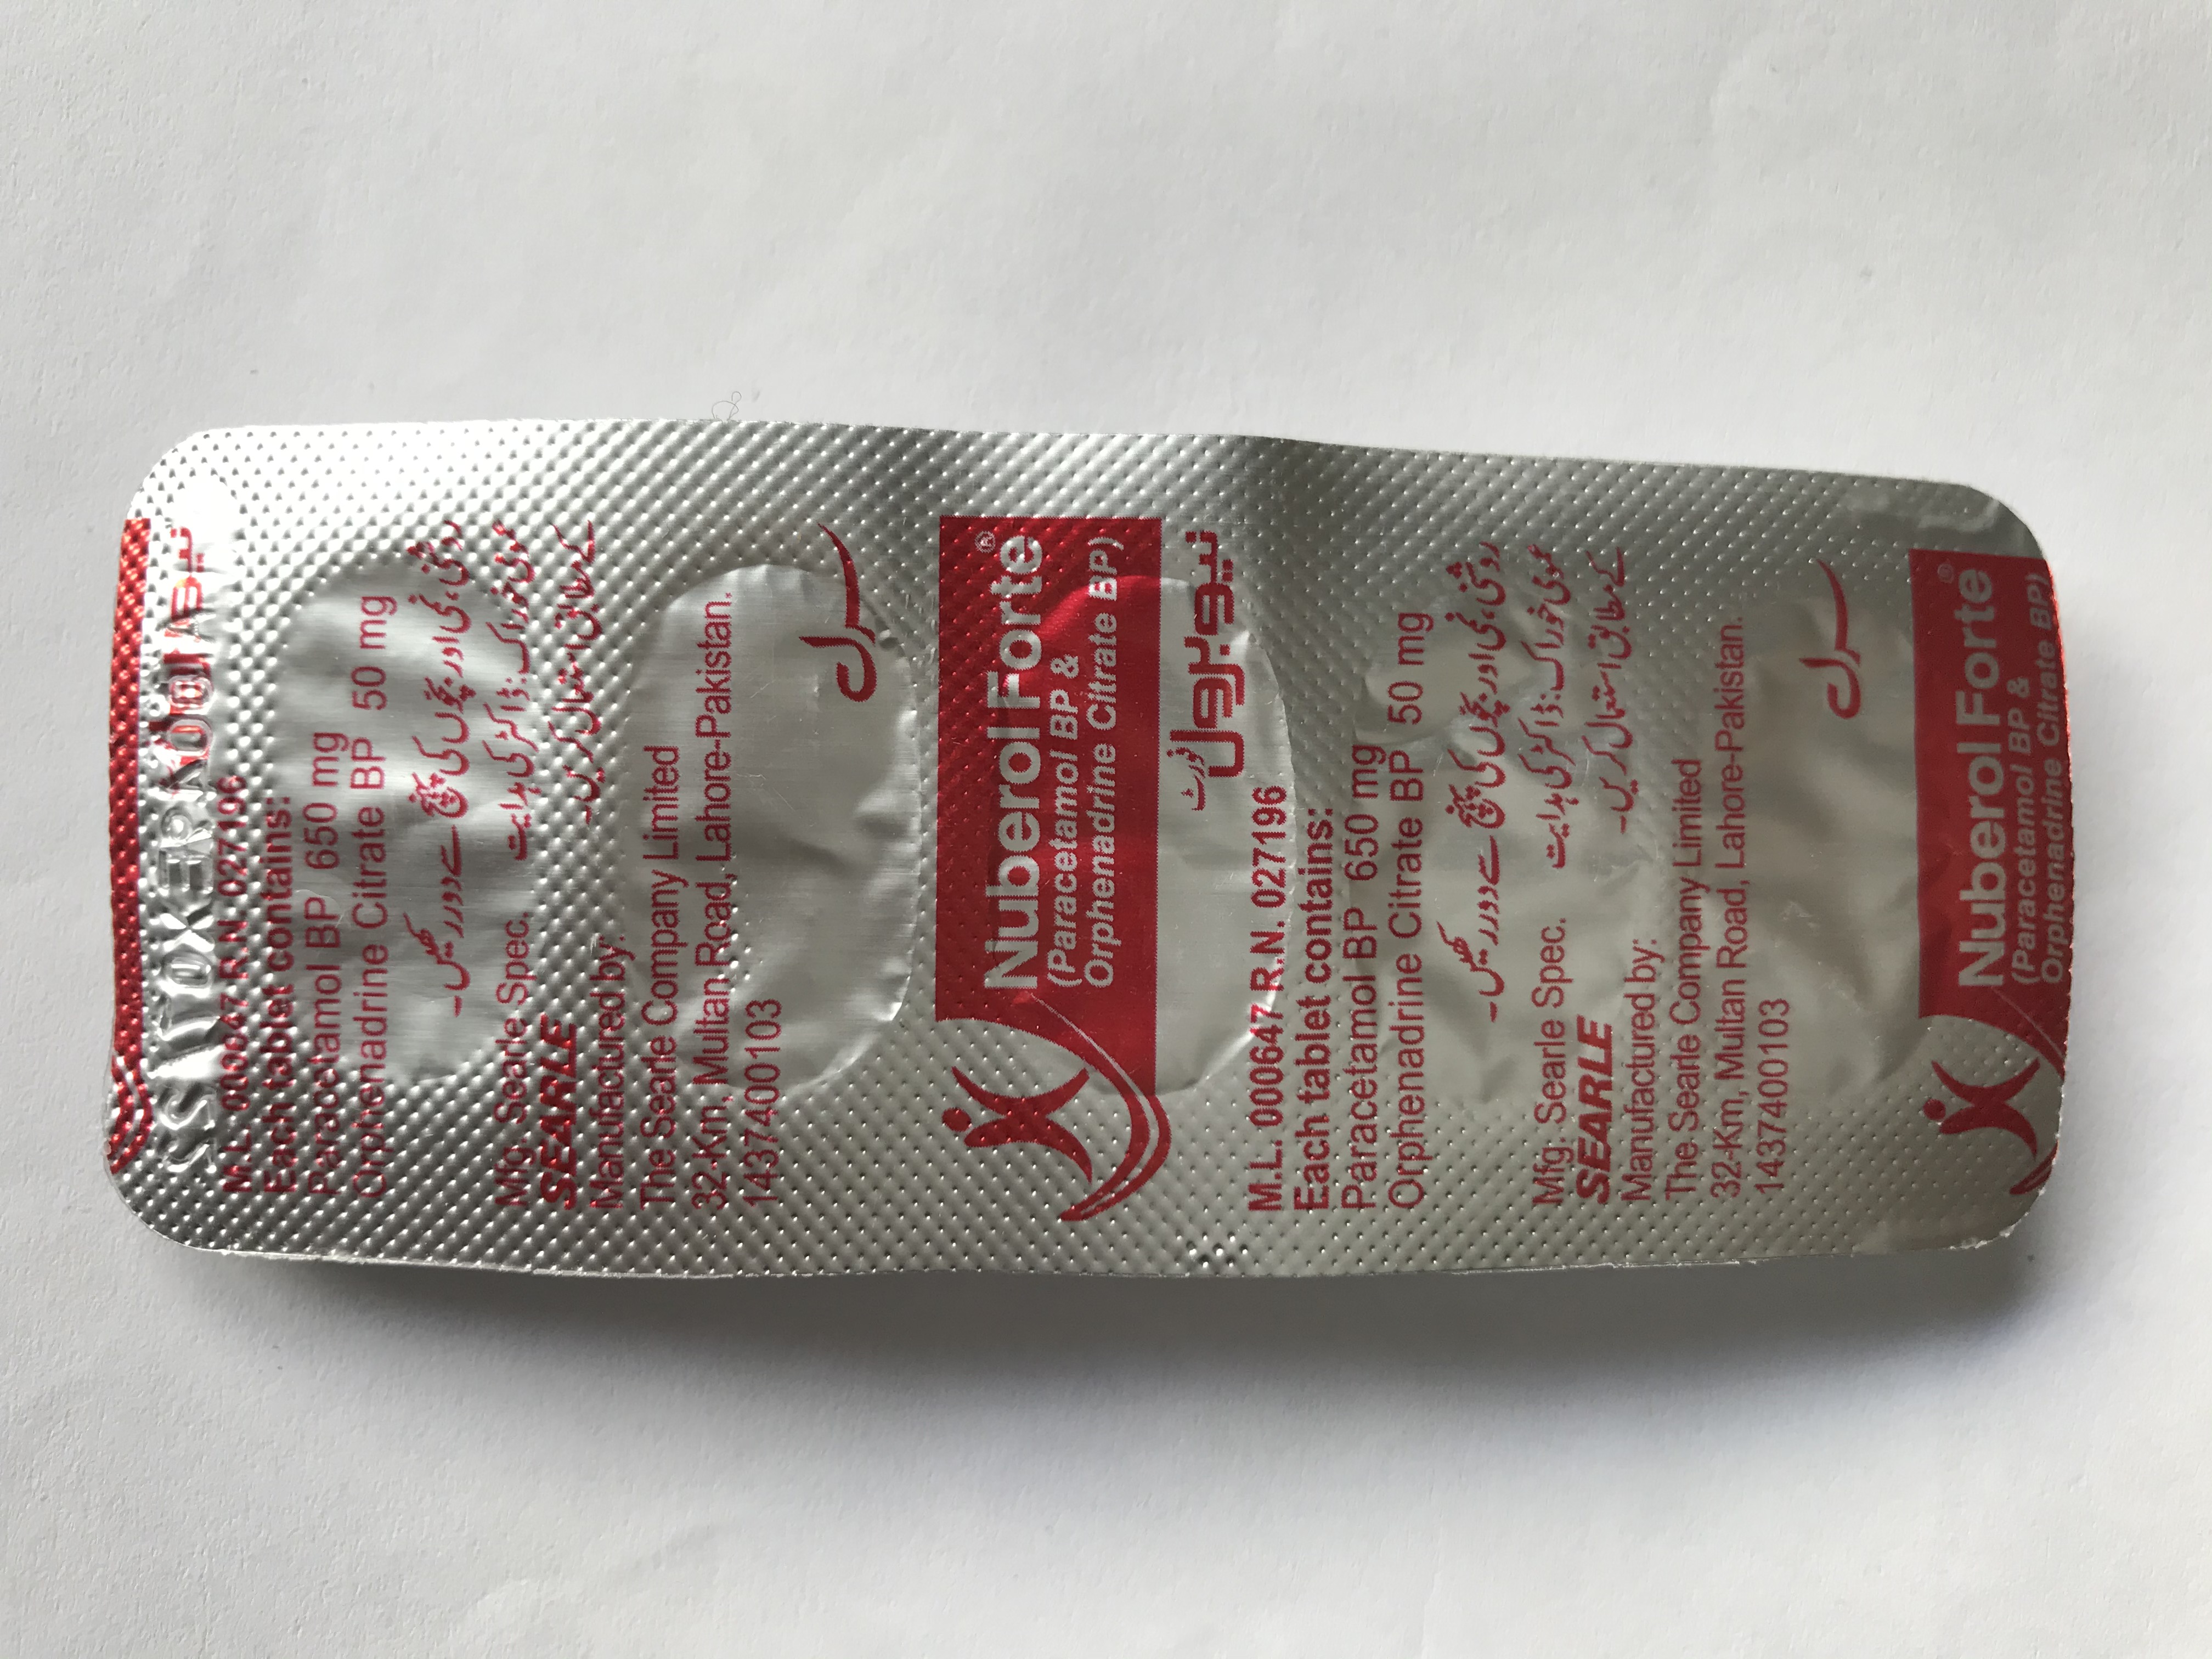 M.L. 000647 R.N. 027196
Each tablet contains:
Paracetamol BP 650 mg
Orphenadrine Citrate BP 50 mg
روشنی، نمی اور بچّوں کی پہنچ سے دور رکھیں۔
Mfg. Searle Spec. عمومی خوراک: ڈاکٹر کی ہدایت
SEARLE کے مطابق استعمال کریں۔
Manufactured by:
The Searle Company Limited
32-Km, Multan Road, Lahore-Pakistan.
1437400103
سرل
Nuberol Forte®
(Paracetamol BP &
Orphenadrine Citrate BP)
نیوبرول فورٹ
M.L. 000647 R.N. 027196
Each tablet contains:
Paracetamol BP 650 mg
Orphenadrine Citrate BP 50 mg
روشنی، نمی اور بچّوں کی پہنچ سے دور رکھیں۔
Mfg. Searle Spec. عمومی خوراک: ڈاکٹر کی ہدایت
SEARLE کے مطابق استعمال کریں۔
Manufactured by:
The Searle Company Limited
32-Km, Multan Road, Lahore-Pakistan.
1437400103
سرل
Nuberol Forte®
(Paracetamol BP &
Orphenadrine Citrate BP)